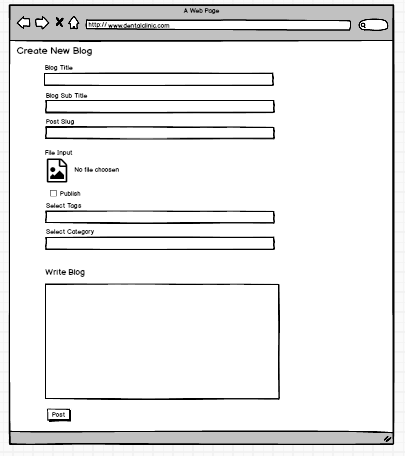 A Web Page
http://www.dentalclinic.com
Create New Blog
Blog Title
Blog Sub Title
Post Slug
File Input
No file choosen
Publish
Select Tags
Select Category
Write Blog
Post